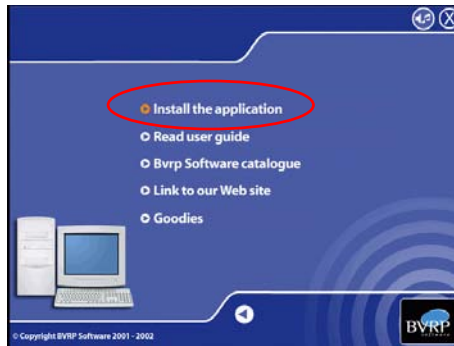 X
Install the application
Read user guide
Bvrp Software catalogue
Link to our Web site
Goodies
BVRP
software
© Copyright BVRP Software 2001 - 2002